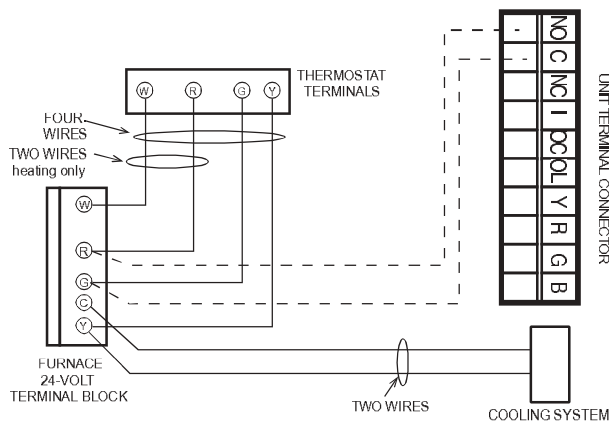 THERMOSTAT
TERMINALS
W R G Y
FOUR
WIRES
TWO WIRES
heating only
W
R
G
C
Y
FURNACE
24-VOLT
TERMINAL BLOCK
TWO WIRES
COOLING SYSTEM
NO
C
NC
I
OC
OL
Y
R
G
B
UNIT TERMINAL CONNECTOR